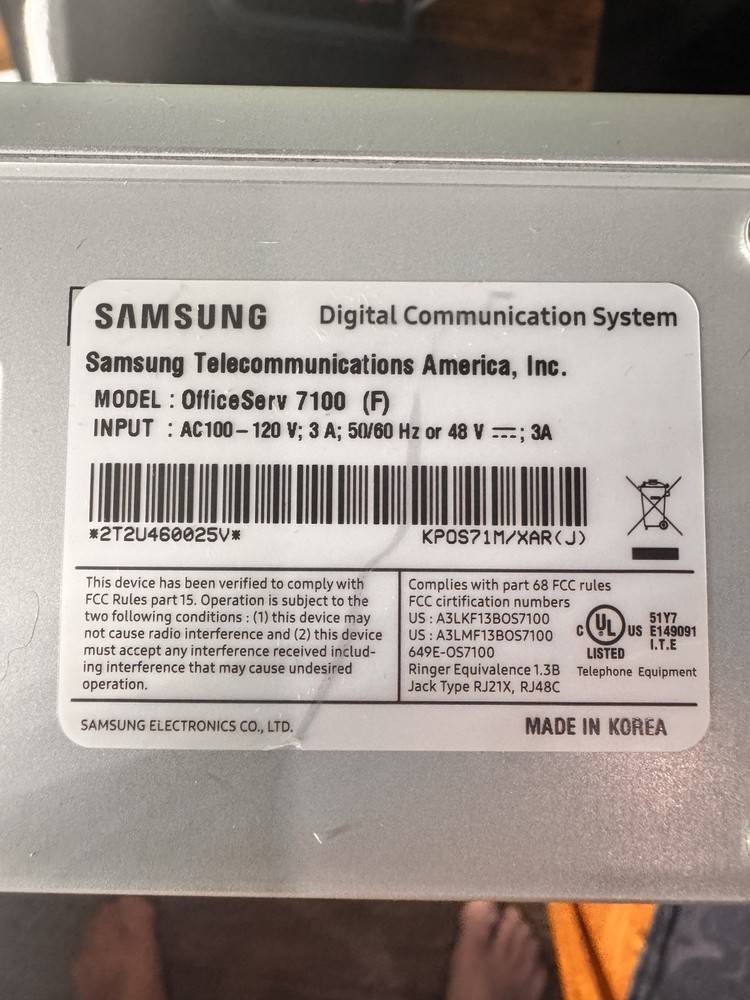 SAMSUNG Digital Communication System
Samsung Telecommunications America, Inc.
MODEL : OfficeServ 7100 (F)
INPUT : AC100–120 V; 3 A; 50/60 Hz or 48 V ⎓; 3A
*2T2U460025V* KPOS71M/XAR(J)
This device has been verified to comply with
FCC Rules part 15. Operation is subject to the
two following conditions : (1) this device may
not cause radio interference and (2) this device
must accept any interference received includ-
ing interference that may cause undesired
operation.
Complies with part 68 FCC rules
FCC cirtification numbers
US : A3LKF13BOS7100
US : A3LMF13BOS7100
649E-OS7100
Ringer Equivalence 1.3B
Jack Type RJ21X, RJ48C
C UL US
LISTED
51Y7
E149091
I.T.E
Telephone Equipment
SAMSUNG ELECTRONICS CO., LTD. MADE IN KOREA